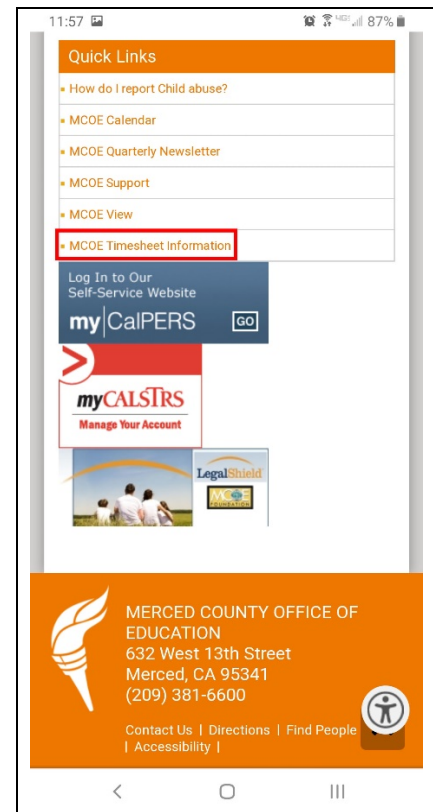 11:57 4GE 87%
Quick Links
How do I report Child abuse?
MCOE Calendar
MCOE Quarterly Newsletter
MCOE Support
MCOE View
MCOE Timesheet Information
Log In to Our
Self-Service Website
my|CalPERS GO
myCALSTRS
Manage Your Account
LegalShield
MCOE
FOUNDATION
MERCED COUNTY OFFICE OF
EDUCATION
632 West 13th Street
Merced, CA 95341
(209) 381-6600
Contact Us | Directions | Find People
| Accessibility |